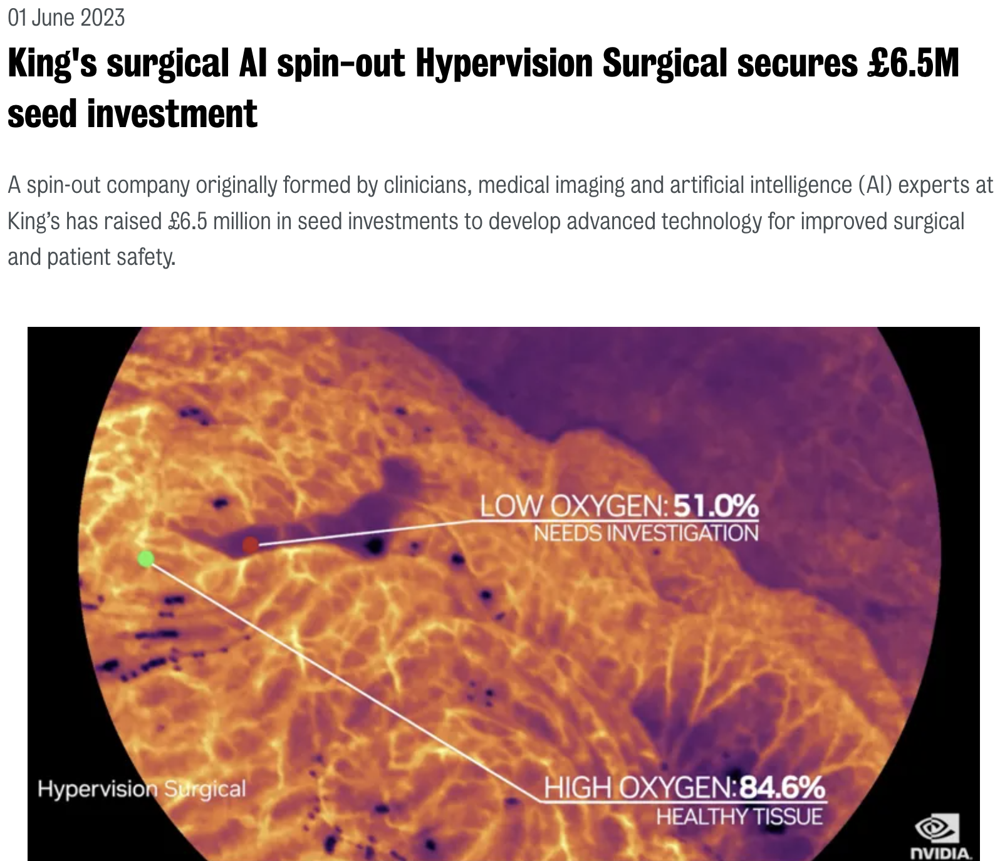 01 June 2023
King's surgical AI spin-out Hypervision Surgical secures £6.5M
seed investment
A spin-out company originally formed by clinicians, medical imaging and artificial intelligence (AI) experts at
King’s has raised £6.5 million in seed investments to develop advanced technology for improved surgical
and patient safety.
LOW OXYGEN: 51.0%
NEEDS INVESTIGATION
HIGH OXYGEN: 84.6%
HEALTHY TISSUE
Hypervision Surgical
NVIDIA.